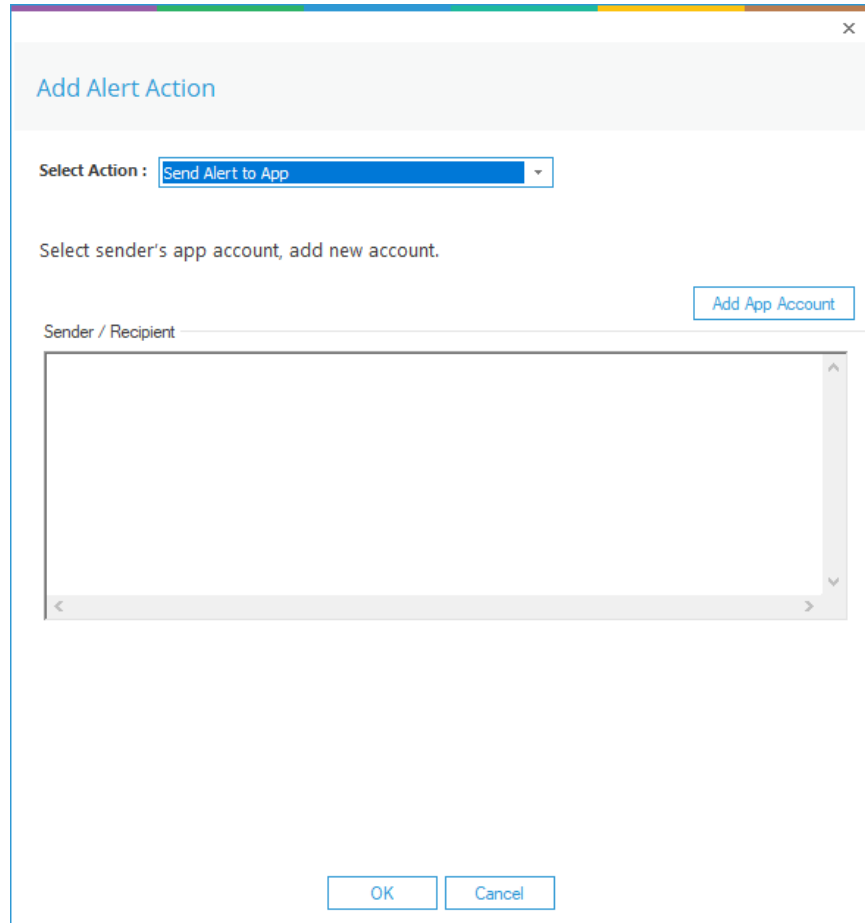 Add Alert Action
Select Action : Send Alert to App
Select sender's app account, add new account.
Add App Account
Sender / Recipient
OK Cancel